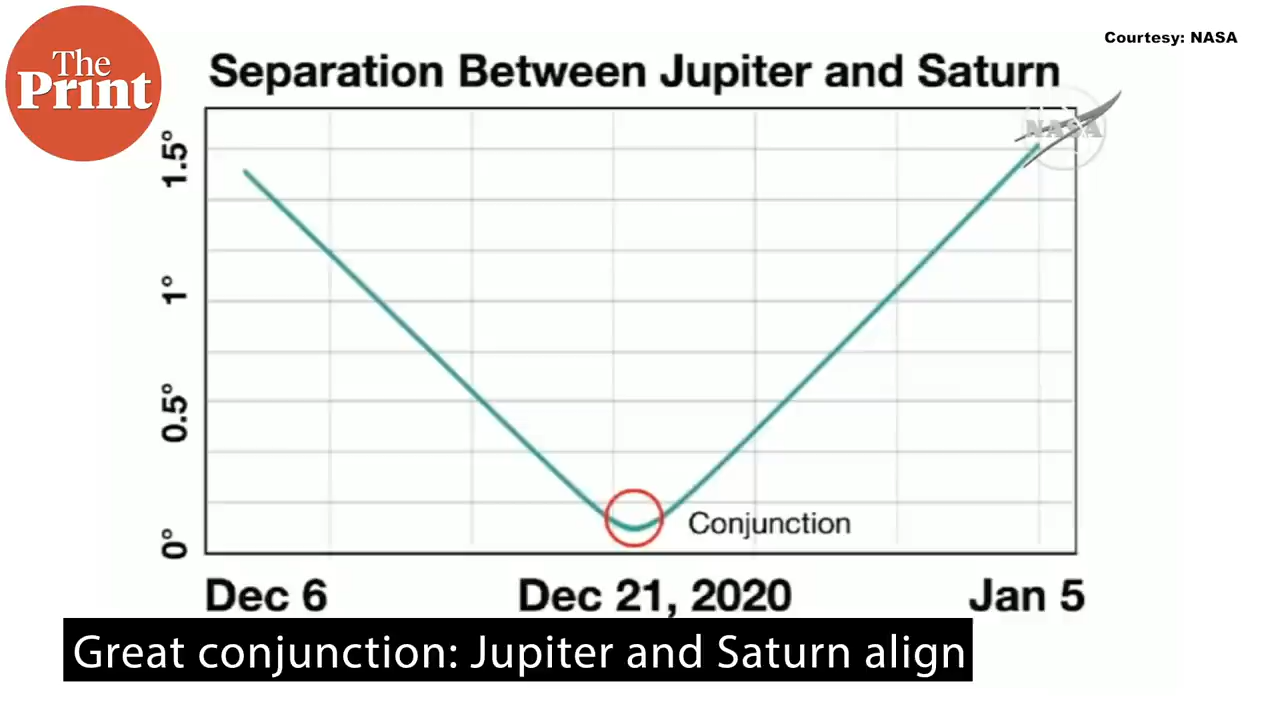 The
Print
Courtesy: NASA
Separation Between Jupiter and Saturn
NASA
1.5°
1°
0.5°
0°
Conjunction
Dec 6
Dec 21, 2020
Jan 5
Great conjunction: Jupiter and Saturn align